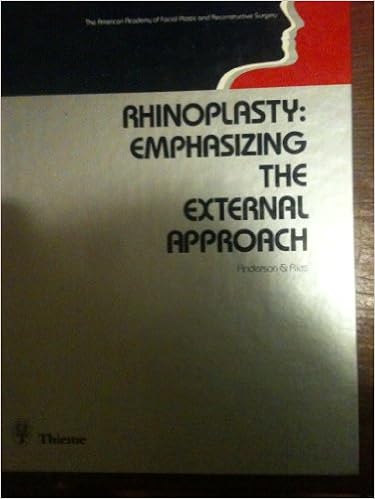 The American Academy of Facial Plastic and Reconstructive Surgery
RHINOPLASTY:
EMPHASIZING
THE
EXTERNAL
APPROACH
Anderson & Ries
Thieme